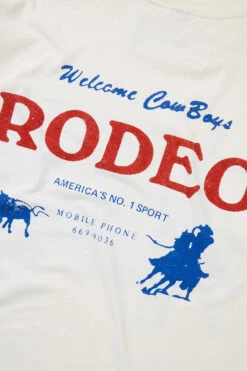 Welcome CowBoys
RODEO
AMERICA'S NO. 1 SPORT
MOBILE PHONE
669-9036